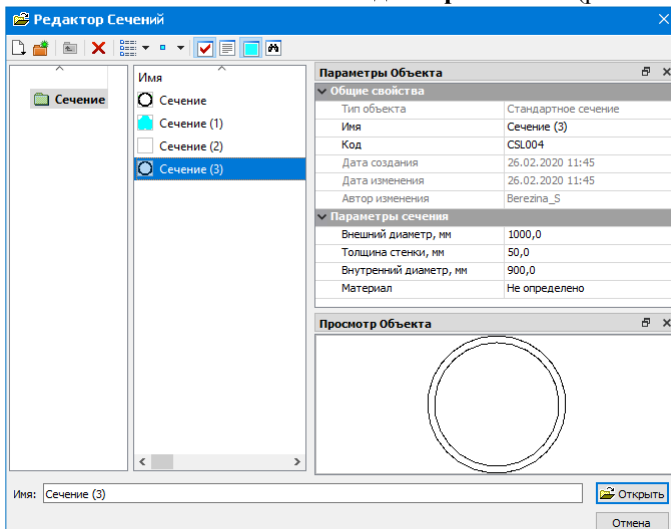 Редактор Сечений
Сечение
Имя
Сечение
Сечение (1)
Сечение (2)
Сечение (3)
Параметры Объекта
Общие свойства
Тип объекта Стандартное сечение
Имя Сечение (3)
Код CSL004
Дата создания 26.02.2020 11:45
Дата изменения 26.02.2020 11:45
Автор изменения Berezina_S
Параметры сечения
Внешний диаметр, мм 1000,0
Толщина стенки, мм 50,0
Внутренний диаметр, мм 900,0
Материал Не определено
Просмотр Объекта
Имя: Сечение (3)
Открыть
Отмена